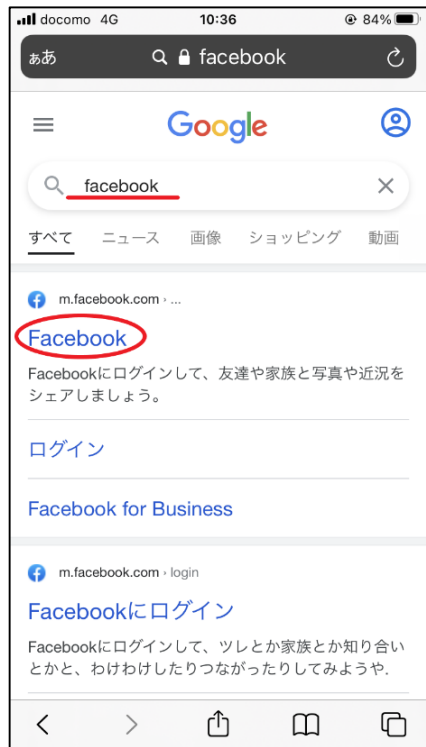 docomo 4G 10:36 84%
ぁあ facebook
Google
facebook
すべて ニュース 画像 ショッピング 動画
m.facebook.com › ...
Facebook
Facebookにログインして、友達や家族と写真や近況を
シェアしましょう。
ログイン
Facebook for Business
m.facebook.com › login
Facebookにログイン
Facebookにログインして、ツレとか家族とか知り合い
とかと、わけわけしたりつながったりしてみようや.